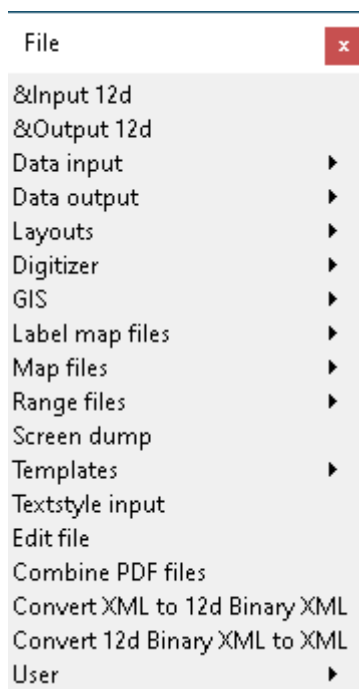 File
x
&Input 12d
&Output 12d
Data input
Data output
Layouts
Digitizer
GIS
Label map files
Map files
Range files
Screen dump
Templates
Textstyle input
Edit file
Combine PDF files
Convert XML to 12d Binary XML
Convert 12d Binary XML to XML
User